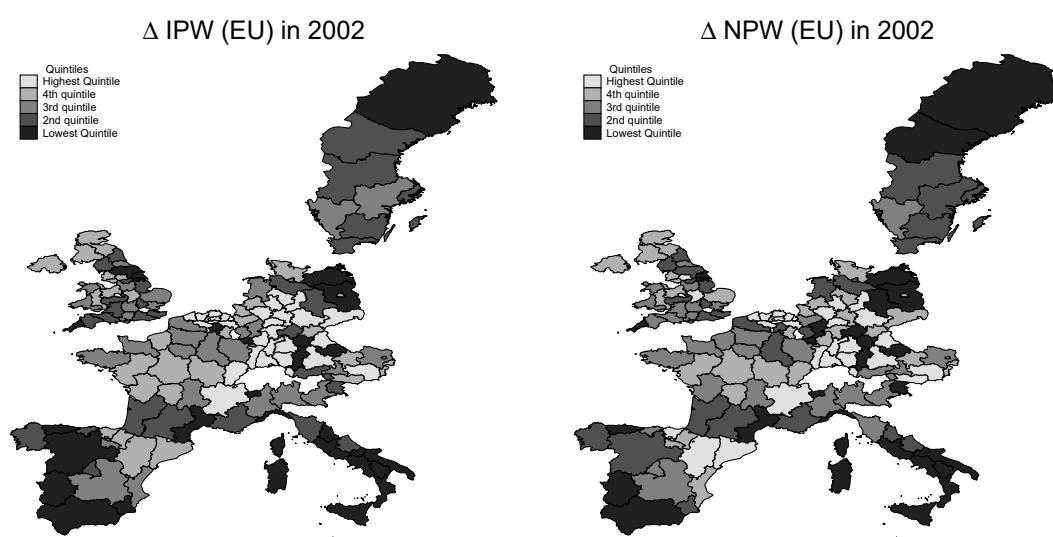 Δ IPW (EU) in 2002
Quintiles
Highest Quintile
4th quintile
3rd quintile
2nd quintile
Lowest Quintile
Δ NPW (EU) in 2002
Quintiles
Highest Quintile
4th quintile
3rd quintile
2nd quintile
Lowest Quintile